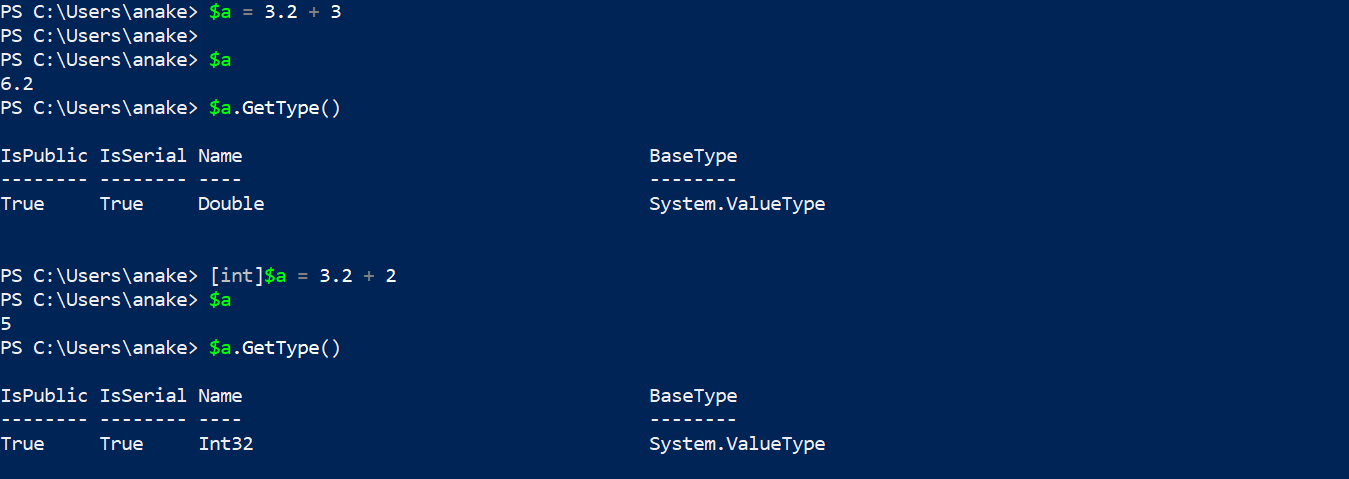 PS C:\Users\anake> $a = 3.2 + 3
PS C:\Users\anake>
PS C:\Users\anake> $a
6.2
PS C:\Users\anake> $a.GetType()
IsPublic IsSerial Name                                     BaseType
-------- -------- ----                                     --------
True     True     Double                                   System.ValueType
PS C:\Users\anake> [int]$a = 3.2 + 2
PS C:\Users\anake> $a
5
PS C:\Users\anake> $a.GetType()
IsPublic IsSerial Name                                     BaseType
-------- -------- ----                                     --------
True     True     Int32                                    System.ValueType